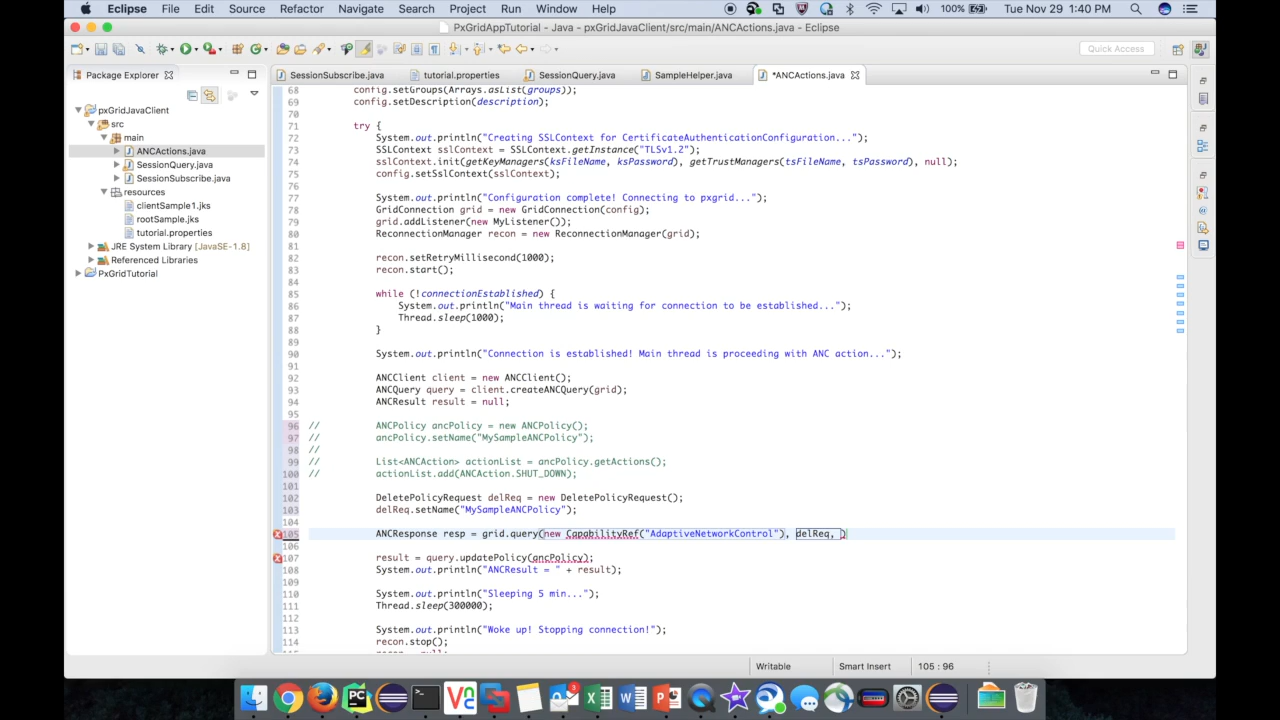 Eclipse File Edit Source Refactor Navigate Search Project Run Window Help 100% Tue Nov 29 1:40 PM
PxGridAppTutorial - Java - pxGridJavaClient/src/main/ANCActions.java - Eclipse
Quick Access
Package Explorer
SessionSubscribe.java tutorial.properties SessionQuery.java SampleHelper.java *ANCActions.java
pxGridJavaClient
src
main
ANCActions.java
SessionQuery.java
SessionSubscribe.java
resources
clientSample1.jks
rootSample.jks
tutorial.properties
JRE System Library [JavaSE-1.8]
Referenced Libraries
PxGridTutorial
68 config.setGroups(Arrays.asList(groups));
69 config.setDescription(description);
70
71 try {
72 System.out.println("Creating SSLContext for CertificateAuthenticationConfiguration...");
73 SSLContext sslContext = SSLContext.getInstance("TLSv1.2");
74 sslContext.init(getKeyManagers(ksFileName, ksPassword), getTrustManagers(tsFileName, tsPassword), null);
75 config.setSslContext(sslContext);
76
77 System.out.println("Configuration complete! Connecting to pxgrid...");
78 GridConnection grid = new GridConnection(config);
79 grid.addListener(new MyListener());
80 ReconnectionManager recon = new ReconnectionManager(grid);
81
82 recon.setRetryMillisecond(1000);
83 recon.start();
84
85 while (!connectionEstablished) {
86 System.out.println("Main thread is waiting for connection to be established...");
87 Thread.sleep(1000);
88 }
89
90 System.out.println("Connection is established! Main thread is proceeding with ANC action...");
91
92 ANCClient client = new ANCClient();
93 ANCQuery query = client.createANCQuery(grid);
94 ANCResult result = null;
95
96 // ANCPolicy ancPolicy = new ANCPolicy();
97 // ancPolicy.setName("MySampleANCPolicy");
98 //
99 // List<ANCAction> actionList = ancPolicy.getActions();
100 // actionList.add(ANCAction.SHUT_DOWN);
101
102 DeletePolicyRequest delReq = new DeletePolicyRequest();
103 delReq.setName("MySampleANCPolicy");
104
105 ANCResponse resp = grid.query(new CapabilityRef("AdaptiveNetworkControl"), delReq, )
106
107 result = query.updatePolicy(ancPolicy);
108 System.out.println("ANCResult = " + result);
109
110 System.out.println("Sleeping 5 min...");
111 Thread.sleep(300000);
112
113 System.out.println("Woke up! Stopping connection!");
114 recon.stop();
Writable Smart Insert 105 : 96